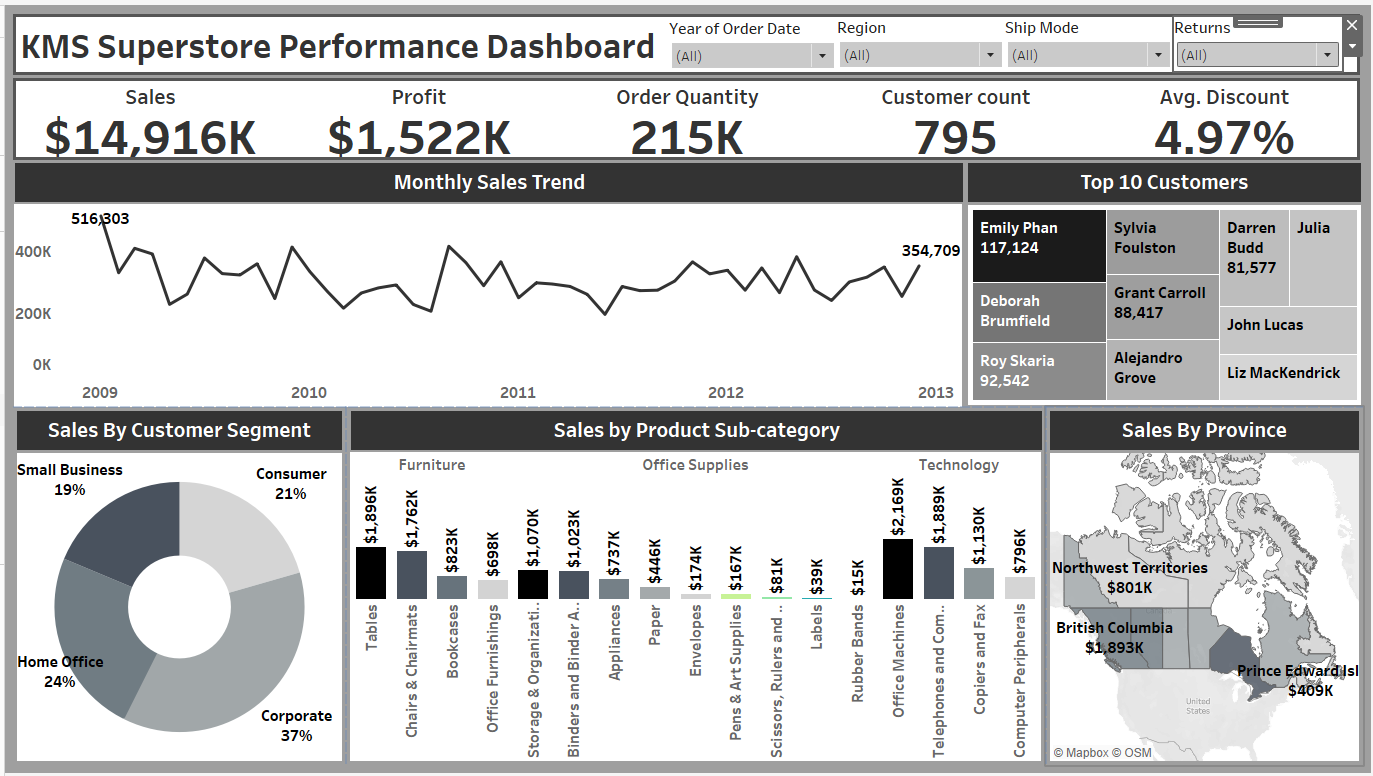 KMS Superstore Performance Dashboard
Year of Order Date
(All)
Region
(All)
Ship Mode
(All)
Returns
(All)
Sales
$14,916K
Profit
$1,522K
Order Quantity
215K
Customer count
795
Avg. Discount
4.97%
Monthly Sales Trend
516,303
354,709
400K
200K
0K
2009
2010
2011
2012
2013
Top 10 Customers
Emily Phan
117,124
Deborah
Brumfield
Roy Skaria
92,542
Sylvia
Foulston
Grant Carroll
88,417
Alejandro
Grove
Darren
Budd
81,577
Julia
John Lucas
Liz MacKendrick
Sales By Customer Segment
Small Business
19%
Consumer
21%
Home Office
24%
Corporate
37%
Sales by Product Sub-category
Furniture
Office Supplies
Technology
$1,896K
$1,762K
$823K
$698K
$1,070K
$1,023K
$737K
$446K
$174K
$167K
$81K
$39K
$15K
$2,169K
$1,889K
$1,130K
$796K
Tables
Chairs & Chairmats
Bookcases
Office Furnishings
Storage & Organizati..
Binders and Binder A..
Appliances
Paper
Envelopes
Pens & Art Supplies
Scissors, Rulers and ..
Labels
Rubber Bands
Office Machines
Telephones and Com..
Copiers and Fax
Computer Peripherals
Sales By Province
Northwest Territories
$801K
British Columbia
$1,893K
Prince Edward Isl
$409K
United
States
© Mapbox © OSM